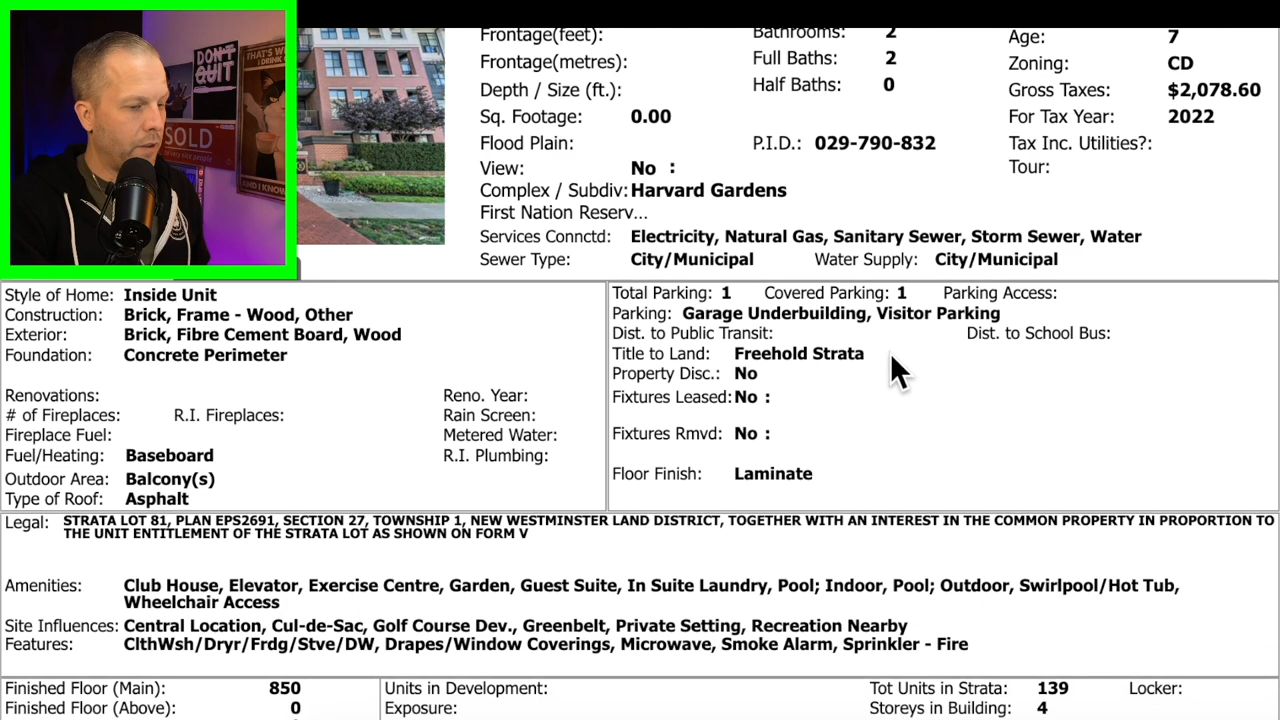 DON'T
QUIT
THAT'S W
I DRINK
SOLD
AND I KNOW
Frontage(feet):
Bathrooms: 2
Age: 7
Frontage(metres):
Full Baths: 2
Zoning: CD
Depth / Size (ft.):
Half Baths: 0
Gross Taxes: $2,078.60
Sq. Footage: 0.00
For Tax Year: 2022
Flood Plain:
P.I.D.: 029-790-832
Tax Inc. Utilities?:
View: No :
Tour:
Complex / Subdiv: Harvard Gardens
First Nation Reserv...
Services Connctd: Electricity, Natural Gas, Sanitary Sewer, Storm Sewer, Water
Sewer Type: City/Municipal Water Supply: City/Municipal
Style of Home: Inside Unit
Construction: Brick, Frame - Wood, Other
Exterior: Brick, Fibre Cement Board, Wood
Foundation: Concrete Perimeter
Renovations: Reno. Year:
# of Fireplaces: R.I. Fireplaces: Rain Screen:
Fireplace Fuel: Metered Water:
Fuel/Heating: Baseboard R.I. Plumbing:
Outdoor Area: Balcony(s)
Type of Roof: Asphalt
Total Parking: 1 Covered Parking: 1 Parking Access:
Parking: Garage Underbuilding, Visitor Parking
Dist. to Public Transit: Dist. to School Bus:
Title to Land: Freehold Strata
Property Disc.: No
Fixtures Leased: No :
Fixtures Rmvd: No :
Floor Finish: Laminate
Legal: STRATA LOT 81, PLAN EPS2691, SECTION 27, TOWNSHIP 1, NEW WESTMINSTER LAND DISTRICT, TOGETHER WITH AN INTEREST IN THE COMMON PROPERTY IN PROPORTION TO
THE UNIT ENTITLEMENT OF THE STRATA LOT AS SHOWN ON FORM V
Amenities: Club House, Elevator, Exercise Centre, Garden, Guest Suite, In Suite Laundry, Pool; Indoor, Pool; Outdoor, Swirlpool/Hot Tub,
Wheelchair Access
Site Influences: Central Location, Cul-de-Sac, Golf Course Dev., Greenbelt, Private Setting, Recreation Nearby
Features: ClthWsh/Dryr/Frdg/Stve/DW, Drapes/Window Coverings, Microwave, Smoke Alarm, Sprinkler - Fire
Finished Floor (Main): 850 Units in Development: Tot Units in Strata: 139 Locker:
Finished Floor (Above): 0 Exposure: Storeys in Building: 4